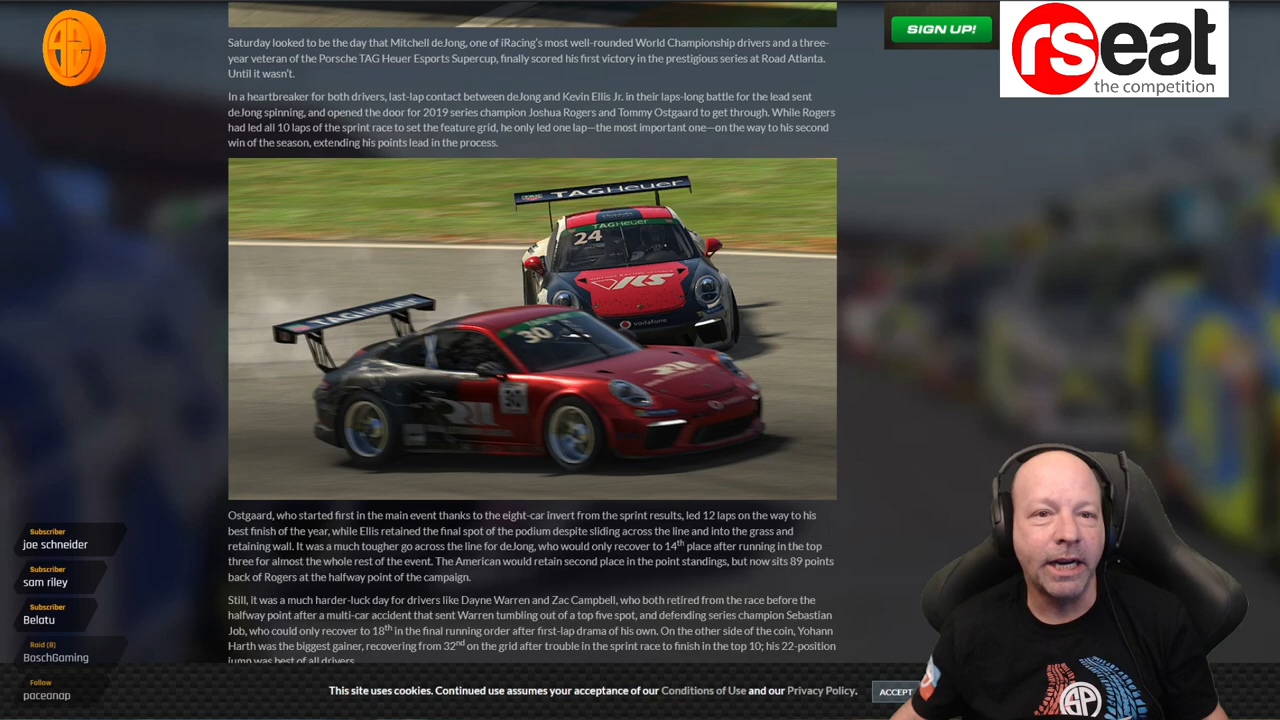 SIGN UP!
rseat
the competition
Saturday looked to be the day that Mitchell deJong, one of iRacing's most well-rounded World Championship drivers and a three-
year veteran of the Porsche TAG Heuer Esports Supercup, finally scored his first victory in the prestigious series at Road Atlanta.
Until it wasn't.
In a heartbreaker for both drivers, last-lap contact between deJong and Kevin Ellis Jr. in their laps-long battle for the lead sent
deJong spinning, and opened the door for 2019 series champion Joshua Rogers and Tommy Ostgaard to get through. While Rogers
had led all 10 laps of the sprint race to set the feature grid, he only led one lap—the most important one—on the way to his second
win of the season, extending his points lead in the process.
TAGHeuer
TAGHEUER
24
VRS
vodafone
TAGHeuer
30
30
Ostgaard, who started first in the main event thanks to the eight-car invert from the sprint results, led 12 laps on the way to his
best finish of the year, while Ellis retained the final spot of the podium despite sliding across the line and into the grass and
retaining wall. It was a much tougher go across the line for deJong, who would only recover to 14th place after running in the top
three for almost the whole rest of the event. The American would retain second place in the point standings, but now sits 89 points
back of Rogers at the halfway point of the campaign.
Still, it was a much harder-luck day for drivers like Dayne Warren and Zac Campbell, who both retired from the race before the
halfway point after a multi-car accident that sent Warren tumbling out of a top five spot, and defending series champion Sebastian
Job, who could only recover to 18th in the final running order after first-lap drama of his own. On the other side of the coin, Yohann
Harth was the biggest gainer, recovering from 32nd on the grid after trouble in the sprint race to finish in the top 10; his 22-position
jump was best of all drivers.
Subscriber
joe schneider
Subscriber
sam riley
Subscriber
Belatu
Raid (8)
BoschGaming
Follow
paceanap
This site uses cookies. Continued use assumes your acceptance of our Conditions of Use and our Privacy Policy.
ACCEPT
SP